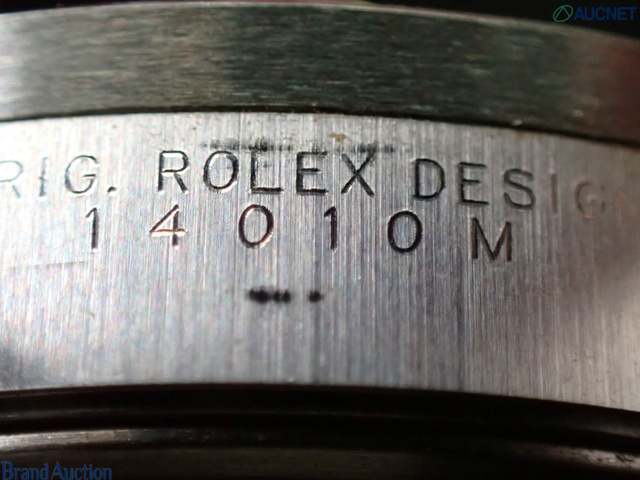 AUCNET
RIG. ROLEX DESIG
14010M
Brand Auction